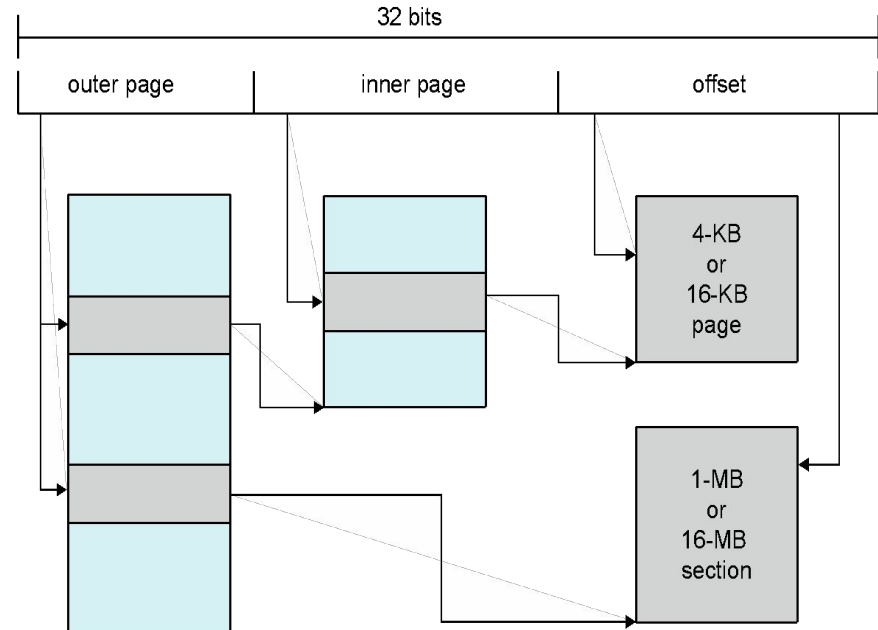 32 bits
outer page
inner page
offset
4-KB
or
16-KB
page
1-MB
or
16-MB
section